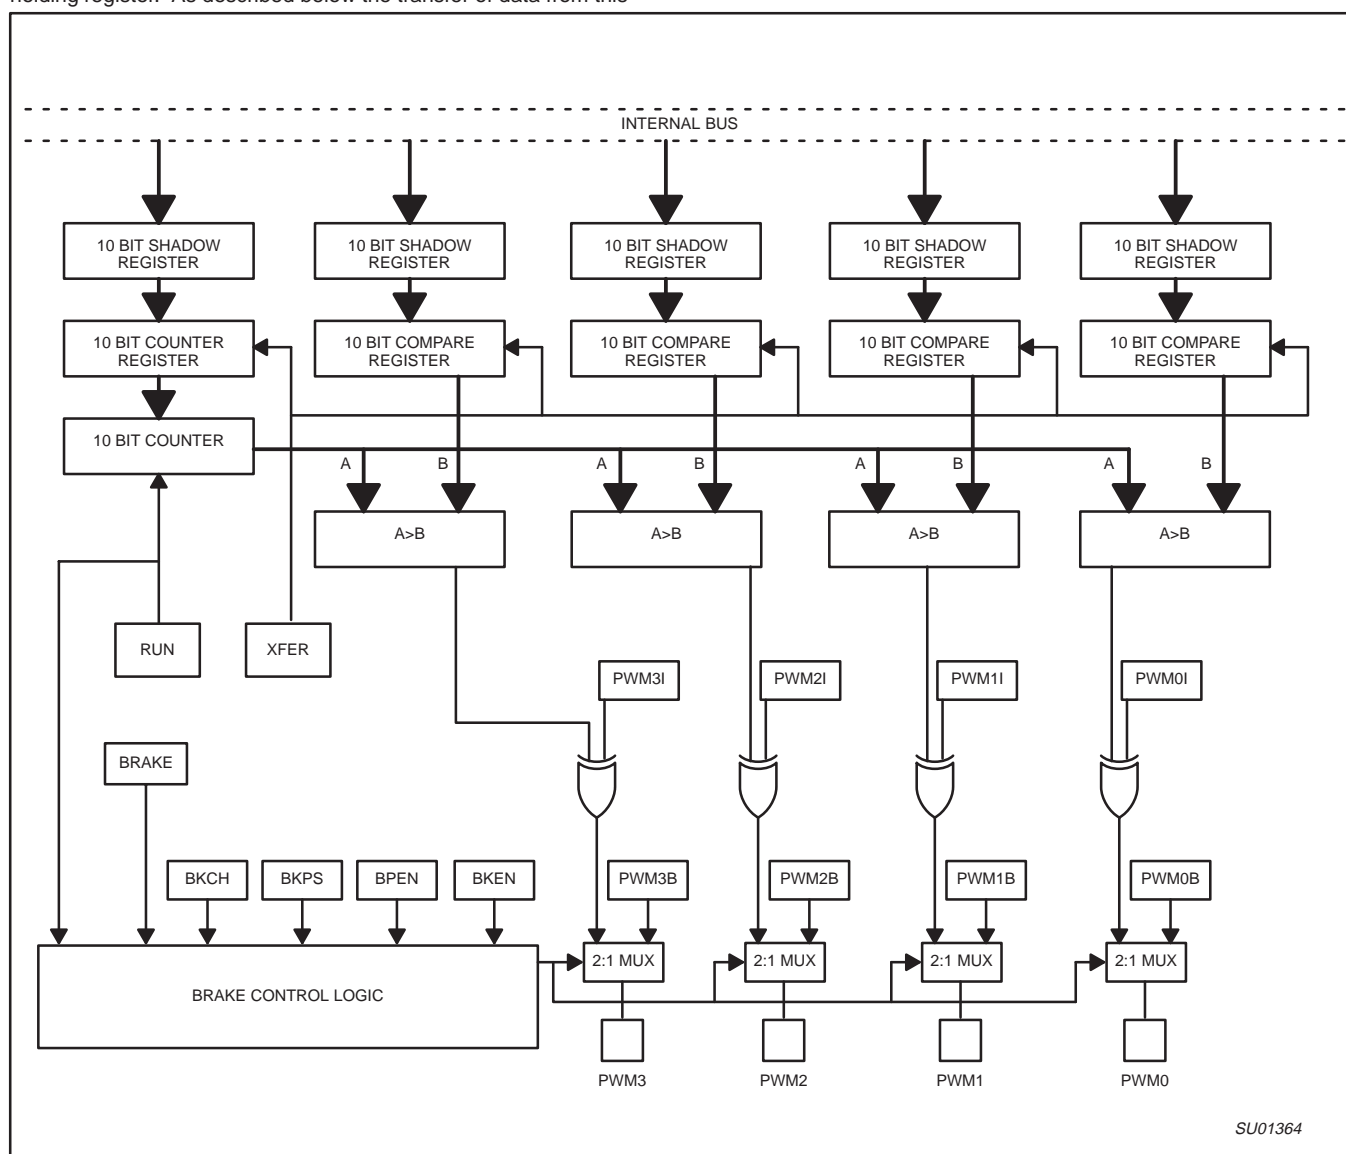 holding register. As described below the transfer of data from this
INTERNAL BUS
10 BIT SHADOW REGISTER
10 BIT SHADOW REGISTER
10 BIT SHADOW REGISTER
10 BIT SHADOW REGISTER
10 BIT SHADOW REGISTER
10 BIT COUNTER REGISTER
10 BIT COMPARE REGISTER
10 BIT COMPARE REGISTER
10 BIT COMPARE REGISTER
10 BIT COMPARE REGISTER
10 BIT COUNTER
A B A B A B A B
A>B A>B A>B A>B
RUN XFER
PWM3I PWM2I PWM1I PWM0I
BRAKE
BKCH BKPS BPEN BKEN PWM3B PWM2B PWM1B PWM0B
2:1 MUX 2:1 MUX 2:1 MUX 2:1 MUX
BRAKE CONTROL LOGIC
PWM3 PWM2 PWM1 PWM0
SU01364